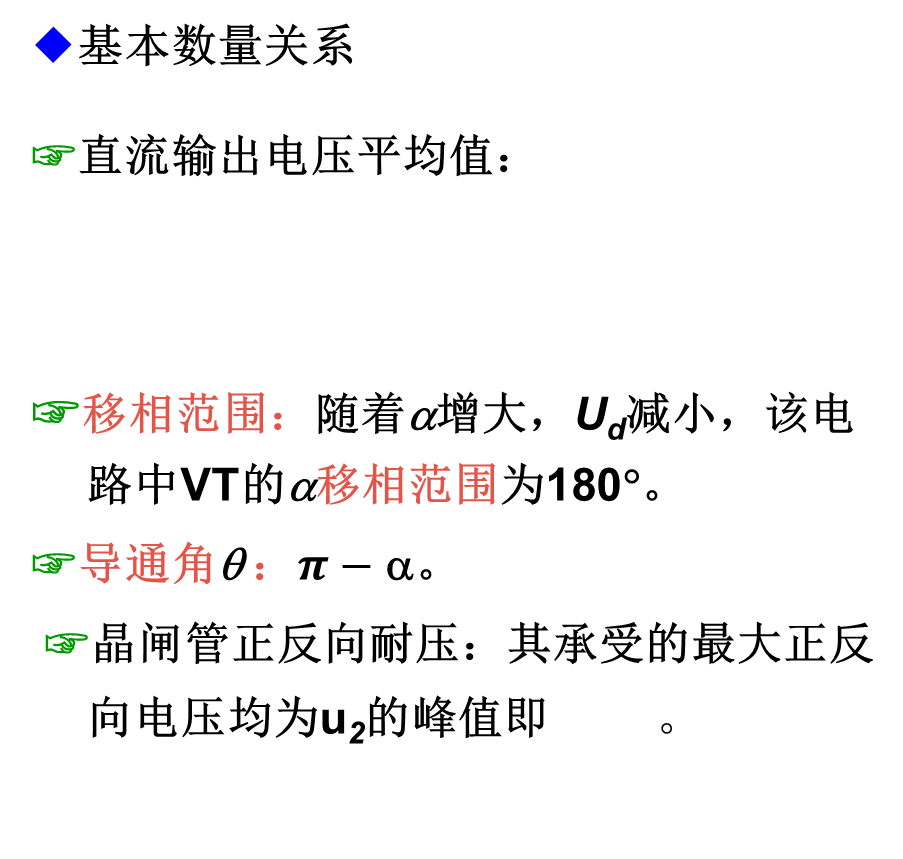 ◆基本数量关系
☞直流输出电压平均值：
☞移相范围：随着α增大，Ud减小，该电
路中VT的α移相范围为180°。
☞导通角θ：π – α。
☞晶闸管正反向耐压：其承受的最大正反
向电压均为u2的峰值即 。